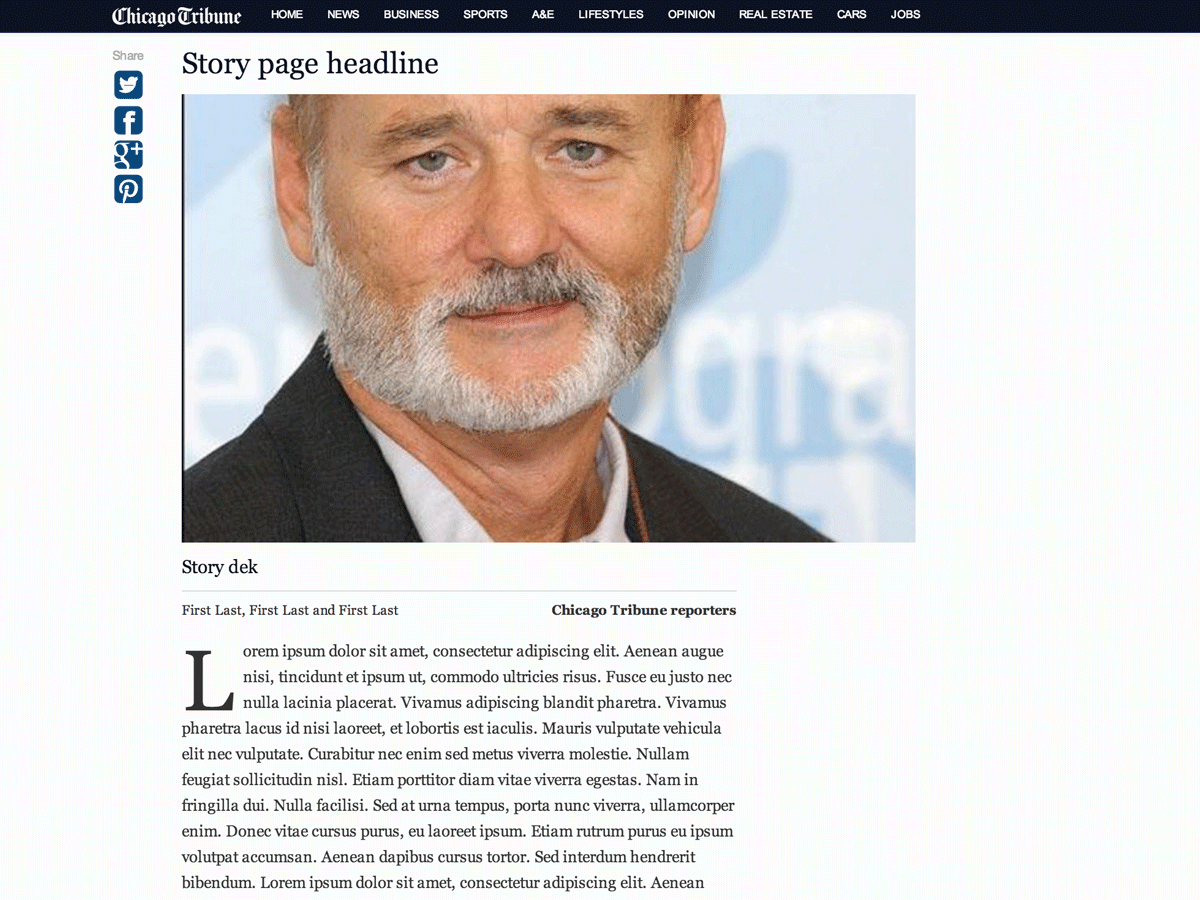 Chicago Tribune HOME NEWS BUSINESS SPORTS A&E LIFESTYLES OPINION REAL ESTATE CARS JOBS
Share
Story page headline
Story dek
First Last, First Last and First Last Chicago Tribune reporters
Lorem ipsum dolor sit amet, consectetur adipiscing elit. Aenean augue
nisi, tincidunt et ipsum ut, commodo ultricies risus. Fusce eu justo nec
nulla lacinia placerat. Vivamus adipiscing blandit pharetra. Vivamus
pharetra lacus id nisi laoreet, et lobortis est iaculis. Mauris vulputate vehicula
elit nec vulputate. Curabitur nec enim sed metus viverra molestie. Nullam
feugiat sollicitudin nisl. Etiam porttitor diam vitae viverra egestas. Nam in
fringilla dui. Nulla facilisi. Sed at urna tempus, porta nunc viverra, ullamcorper
enim. Donec vitae cursus purus, eu laoreet ipsum. Etiam rutrum purus eu ipsum
volutpat accumsan. Aenean dapibus cursus tortor. Sed interdum hendrerit
bibendum. Lorem ipsum dolor sit amet, consectetur adipiscing elit. Aenean